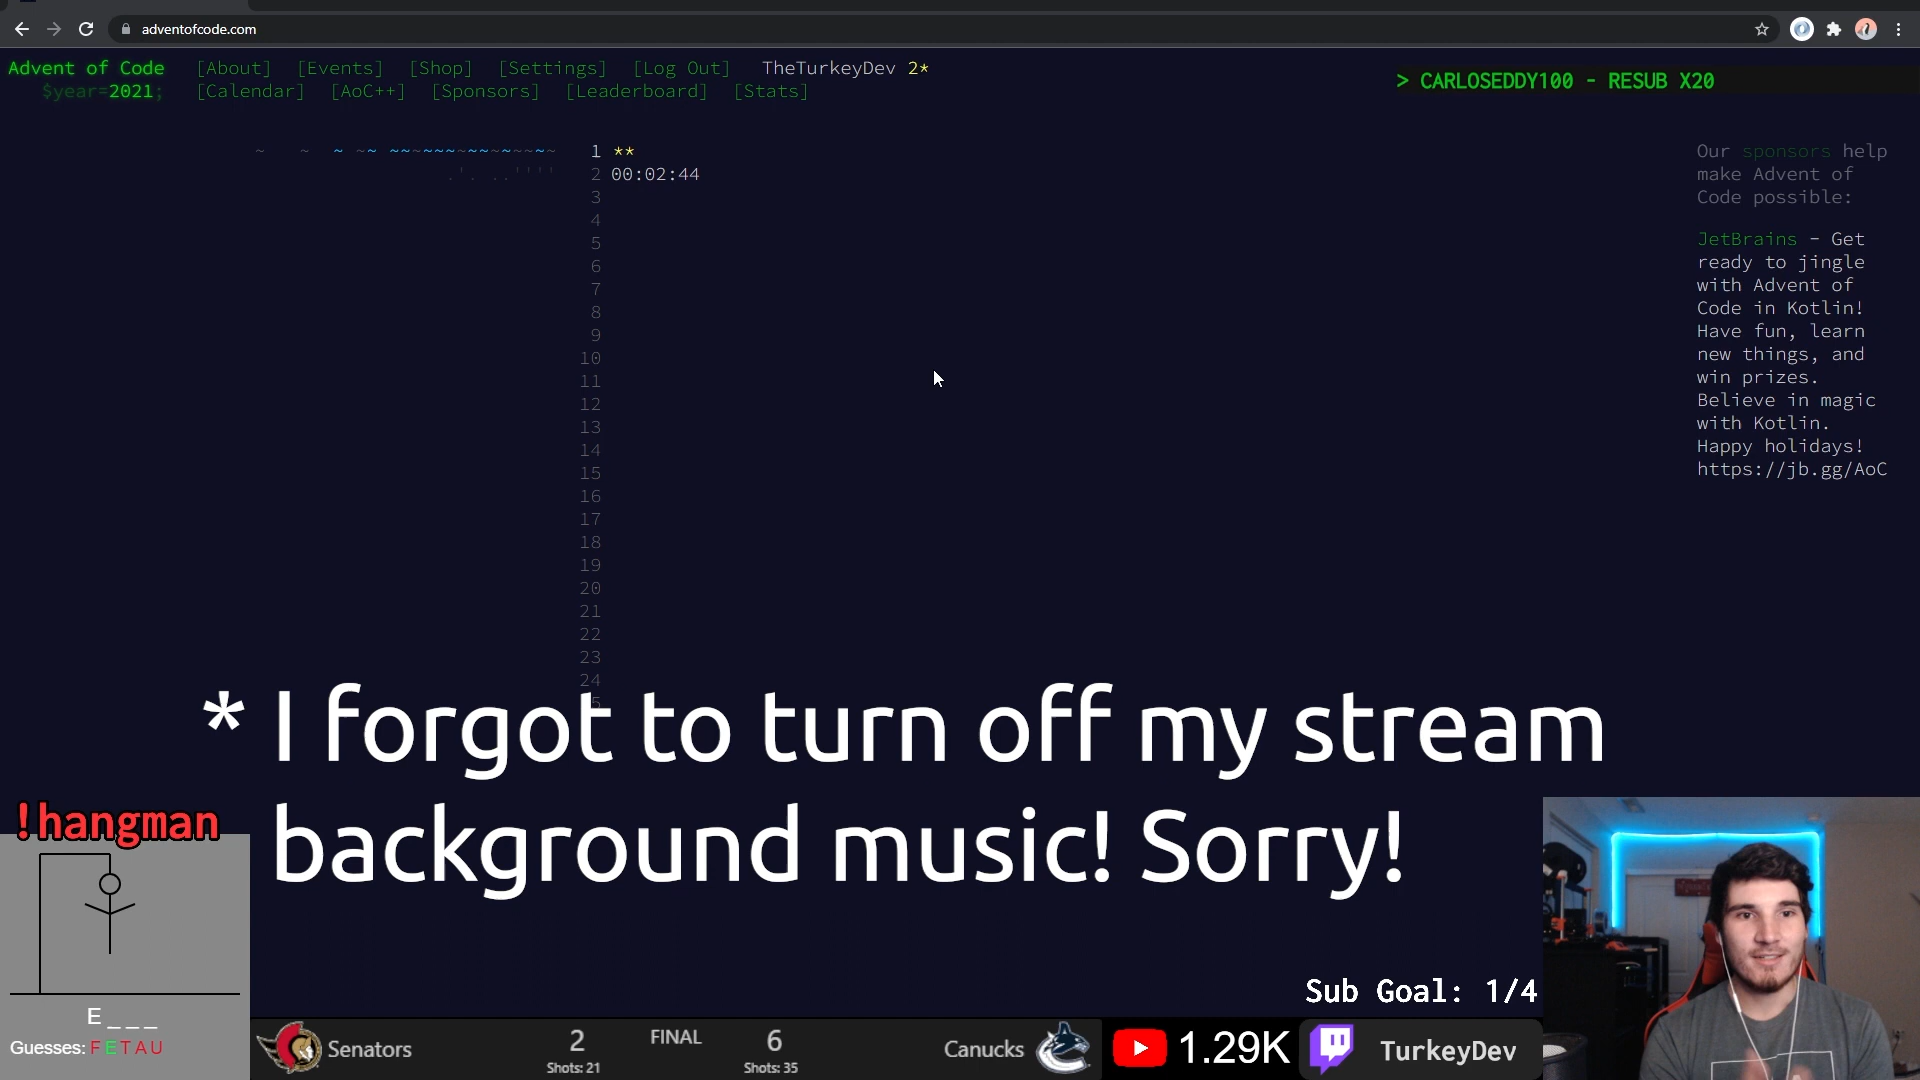 adventofcode.com
Advent of Code [About] [Events] [Shop] [Settings] [Log Out] TheTurkeyDev 2*
$year=2021; [Calendar] [AoC++] [Sponsors] [Leaderboard] [Stats]
> CARLOSEDDY100 - RESUB X20
1 **
2 00:02:44
3
4
5
6
7
8
9
10
11
12
13
14
15
16
17
18
19
20
21
22
23
24
Our sponsors help
make Advent of
Code possible:
JetBrains - Get
ready to jingle
with Advent of
Code in Kotlin!
Have fun, learn
new things, and
win prizes.
Believe in magic
with Kotlin.
Happy holidays!
https://jb.gg/AoC
* I forgot to turn off my stream
background music! Sorry!
!hangman
E _ _ _
Guesses: F E T A U
Sub Goal: 1/4
Senators 2 FINAL 6 Canucks
Shots: 21 Shots: 35
1.29K
TurkeyDev